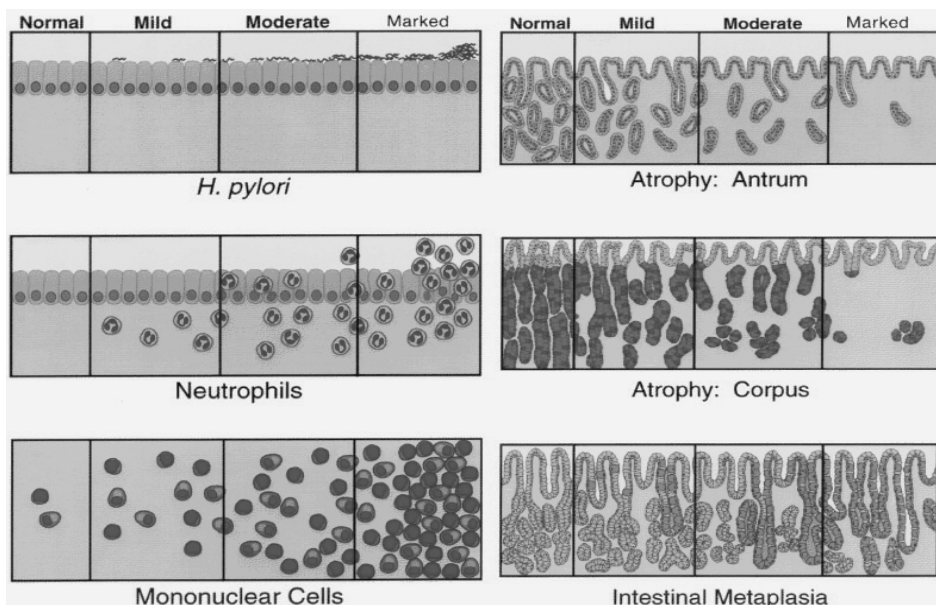 Normal Mild Moderate Marked
H. pylori
Neutrophils
Mononuclear Cells
Normal Mild Moderate Marked
Atrophy: Antrum
Atrophy: Corpus
Intestinal Metaplasia